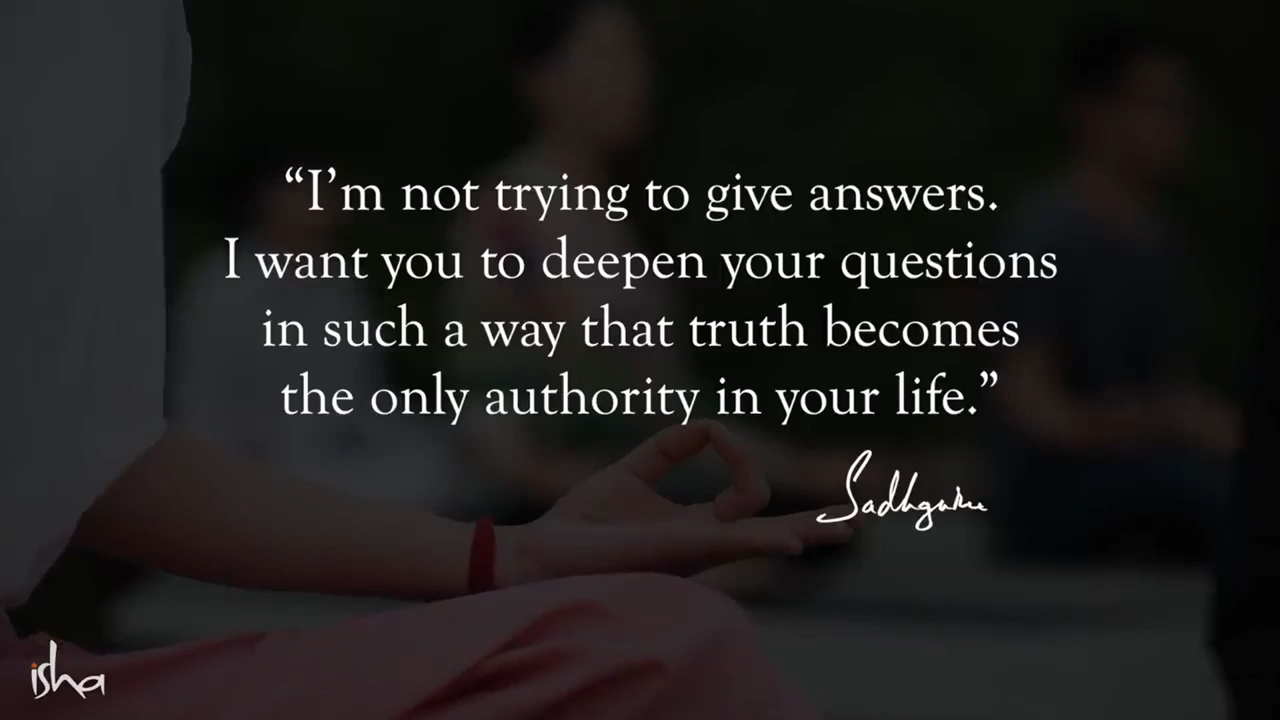 “I’m not trying to give answers.
I want you to deepen your questions
in such a way that truth becomes
the only authority in your life.”
Sadhguru
isha